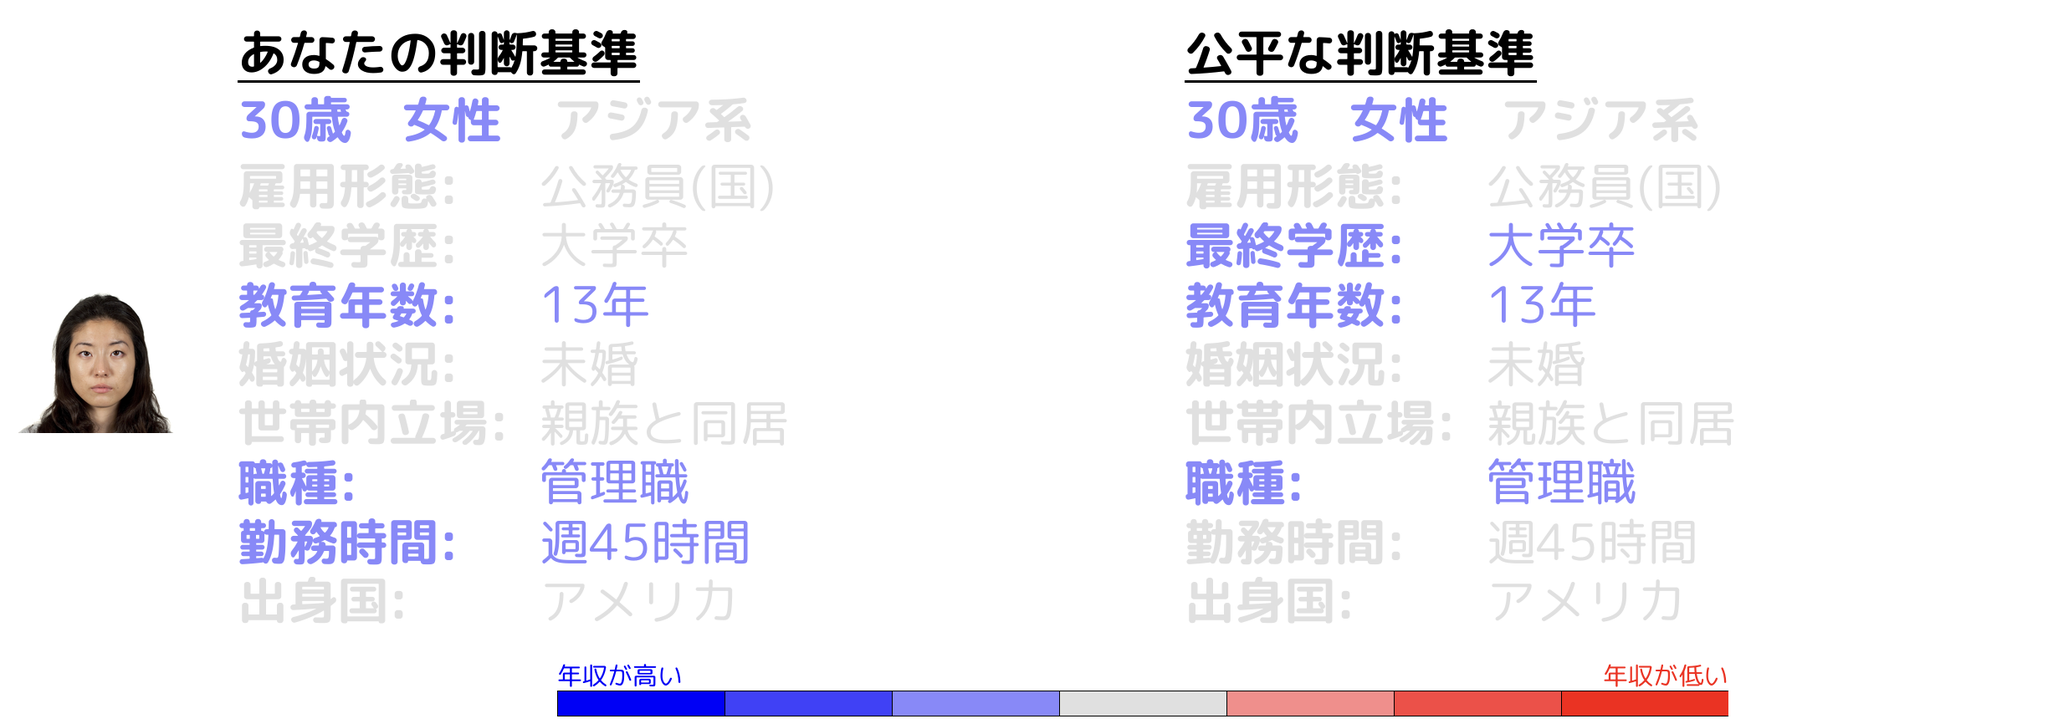 あなたの判断基準
30歳 女性 アジア系
雇用形態: 公務員(国)
最終学歴: 大学卒
教育年数: 13年
婚姻状況: 未婚
世帯内立場: 親族と同居
職種: 管理職
勤務時間: 週45時間
出身国: アメリカ
公平な判断基準
30歳 女性 アジア系
雇用形態: 公務員(国)
最終学歴: 大学卒
教育年数: 13年
婚姻状況: 未婚
世帯内立場: 親族と同居
職種: 管理職
勤務時間: 週45時間
出身国: アメリカ
年収が高い
年収が低い